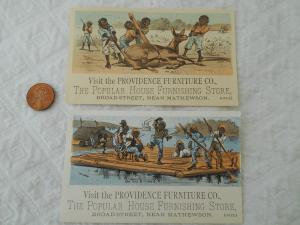 Visit the PROVIDENCE FURNITURE CO.,
THE POPULAR HOUSE FURNISHING STORE,
BROAD-STREET, NEAR MATHEWSON.
Visit the PROVIDENCE FURNITURE CO.,
THE POPULAR HOUSE FURNISHING STORE,
BROAD-STREET, NEAR MATHEWSON.